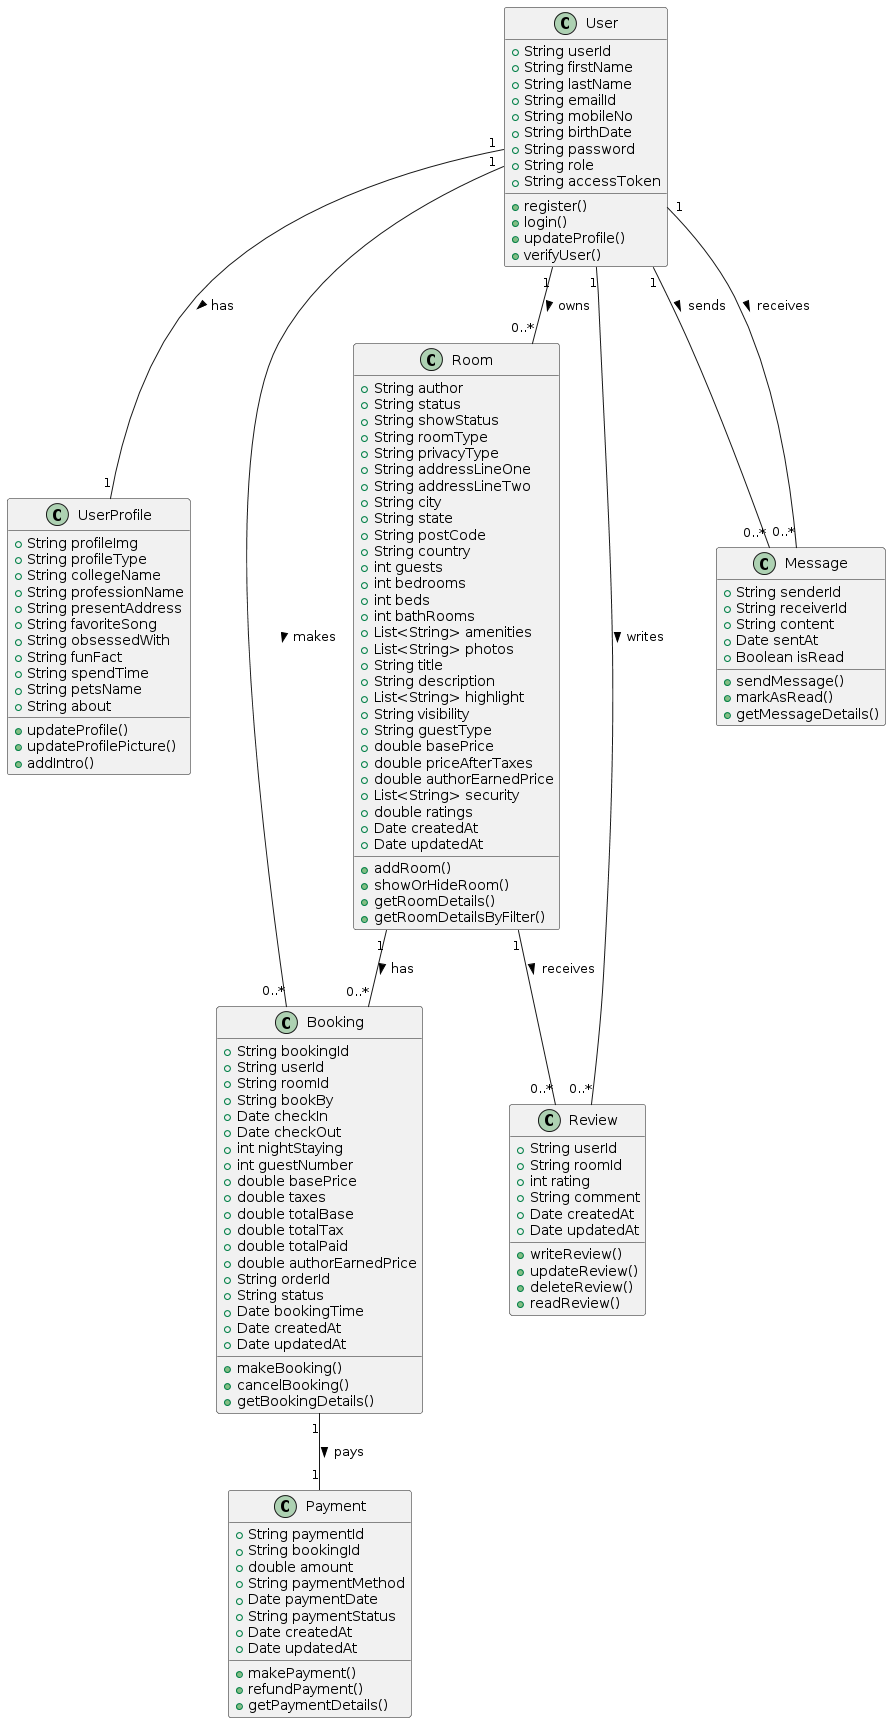 C User
String userId
String firstName
String lastName
String emailId
String mobileNo
String birthDate
String password
String role
String accessToken
register()
login()
updateProfile()
verifyUser()
1
1
1
1
1
1
1
has
owns
sends
receives
0..*
C Room
String author
String status
String showStatus
String roomType
String privacyType
String addressLineOne
String addressLineTwo
String city
String state
String postCode
String country
int guests
int bedrooms
int beds
int bathRooms
List<String> amenities
List<String> photos
String title
String description
List<String> highlight
String visibility
String guestType
double basePrice
double priceAfterTaxes
double authorEarnedPrice
List<String> security
double ratings
Date createdAt
Date updatedAt
addRoom()
showOrHideRoom()
getRoomDetails()
getRoomDetailsByFilter()
C UserProfile
String profileImg
String profileType
String collegeName
String professionName
String presentAddress
String favoriteSong
String obsessedWith
String funFact
String spendTime
String petsName
String about
updateProfile()
updateProfilePicture()
addIntro()
makes
writes
0..*
0..*
C Message
String senderId
String receiverId
String content
Date sentAt
Boolean isRead
sendMessage()
markAsRead()
getMessageDetails()
1
1
has
receives
0..*
0..*
C Booking
String bookingId
String userId
String roomId
String bookBy
Date checkIn
Date checkOut
int nightStaying
int guestNumber
double basePrice
double taxes
double totalBase
double totalTax
double totalPaid
double authorEarnedPrice
String orderId
String status
Date bookingTime
Date createdAt
Date updatedAt
makeBooking()
cancelBooking()
getBookingDetails()
0..*
0..*
C Review
String userId
String roomId
int rating
String comment
Date createdAt
Date updatedAt
writeReview()
updateReview()
deleteReview()
readReview()
1
pays
1
C Payment
String paymentId
String bookingId
double amount
String paymentMethod
Date paymentDate
String paymentStatus
Date createdAt
Date updatedAt
makePayment()
refundPayment()
getPaymentDetails()